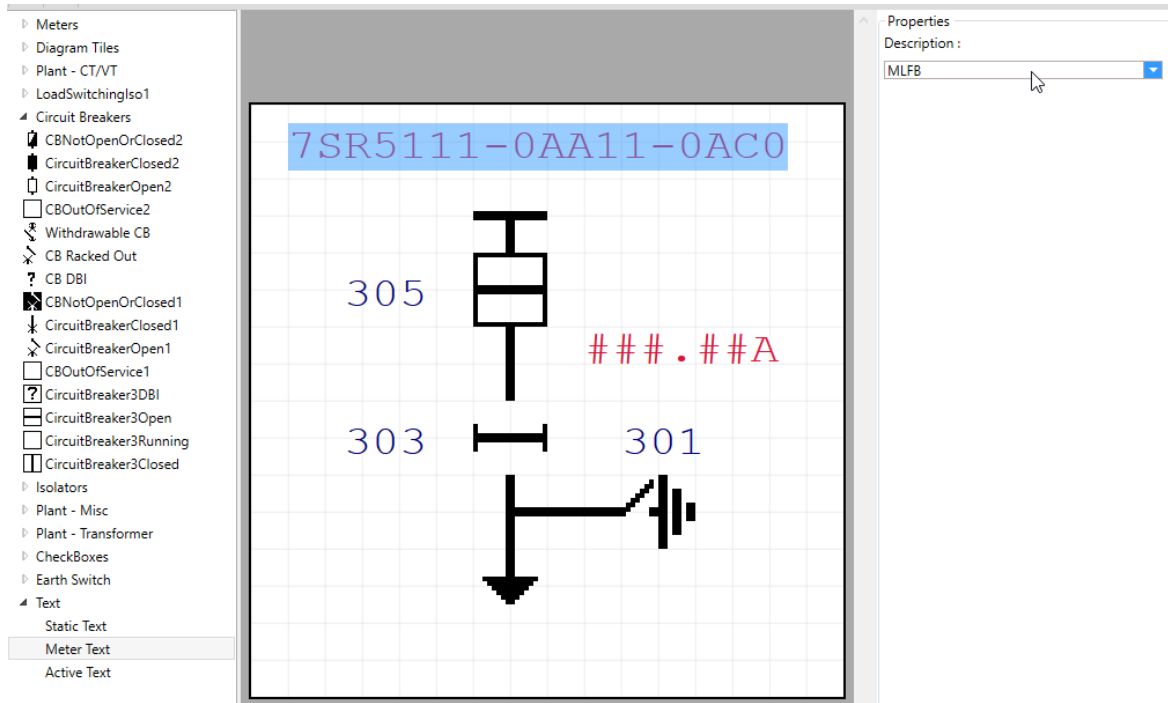 Meters
Diagram Tiles
Plant - CT/VT
LoadSwitchingIso1
Circuit Breakers
CBNotOpenOrClosed2
CircuitBreakerClosed2
CircuitBreakerOpen2
CBOutOfService2
Withdrawable CB
CB Racked Out
? CB DBI
CBNotOpenOrClosed1
CircuitBreakerClosed1
CircuitBreakerOpen1
CBOutOfService1
? CircuitBreaker3DBI
CircuitBreaker3Open
CircuitBreaker3Running
CircuitBreaker3Closed
Isolators
Plant - Misc
Plant - Transformer
CheckBoxes
Earth Switch
Text
Static Text
Meter Text
Active Text
7SR5111-0AA11-0AC0
305
###.##A
303 301
Properties
Description :
MLFB